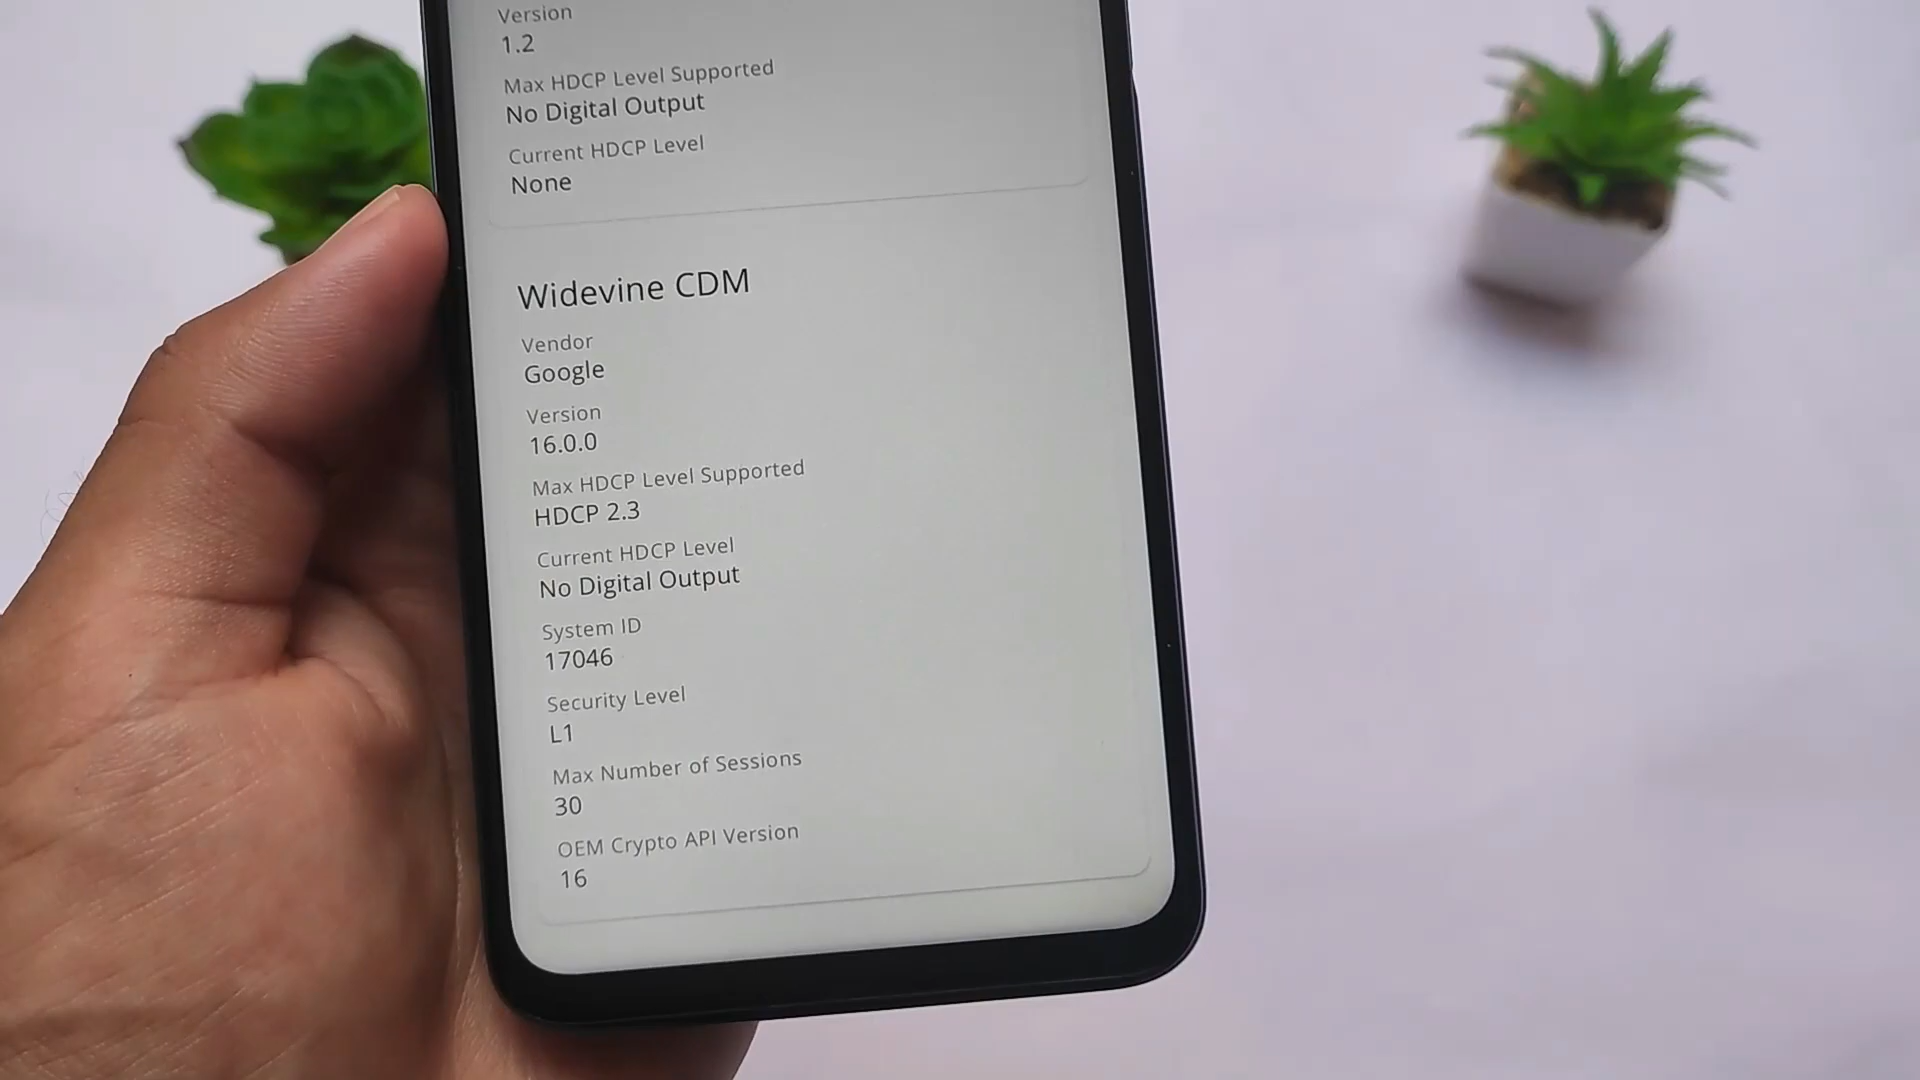 Version
1.2
Max HDCP Level Supported
No Digital Output
Current HDCP Level
None
Widevine CDM
Vendor
Google
Version
16.0.0
Max HDCP Level Supported
HDCP 2.3
Current HDCP Level
No Digital Output
System ID
17046
Security Level
L1
Max Number of Sessions
30
OEM Crypto API Version
16